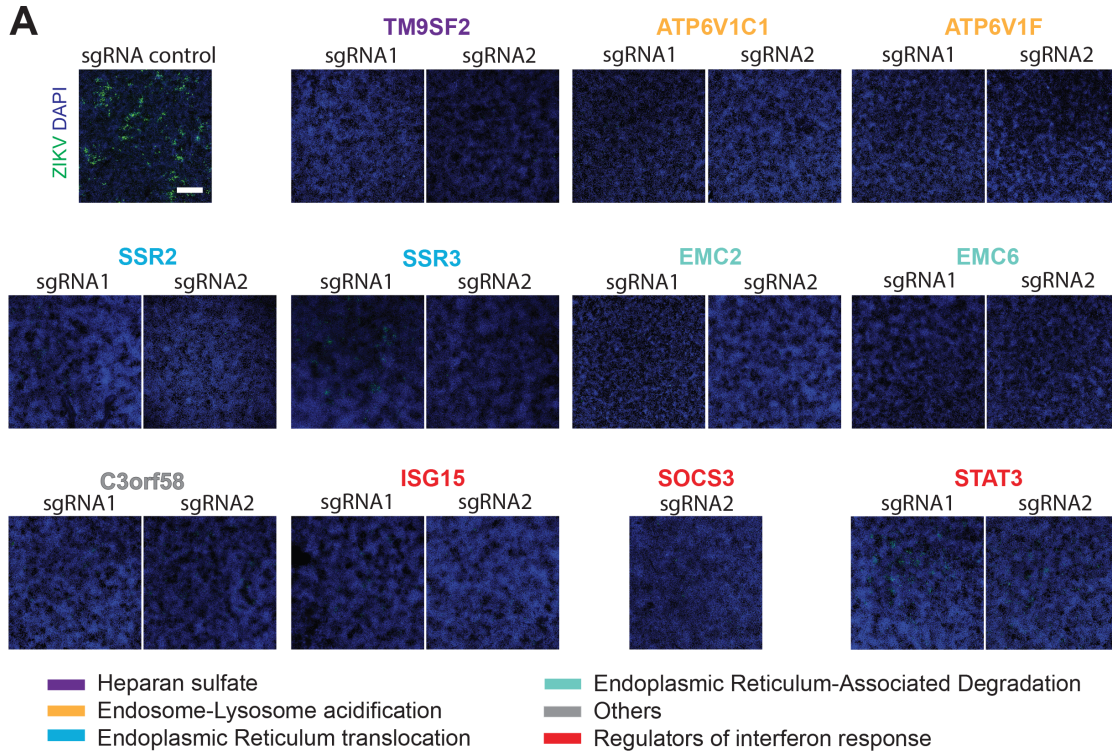 A
TM9SF2 ATP6V1C1 ATP6V1F
sgRNA control sgRNA1 sgRNA2 sgRNA1 sgRNA2 sgRNA1 sgRNA2
ZIKV DAPI
SSR2 SSR3 EMC2 EMC6
sgRNA1 sgRNA2 sgRNA1 sgRNA2 sgRNA1 sgRNA2 sgRNA1 sgRNA2
C3orf58 ISG15 SOCS3 STAT3
sgRNA1 sgRNA2 sgRNA1 sgRNA2 sgRNA2 sgRNA1 sgRNA2
Heparan sulfate
Endosome-Lysosome acidification
Endoplasmic Reticulum translocation
Endoplasmic Reticulum-Associated Degradation
Others
Regulators of interferon response